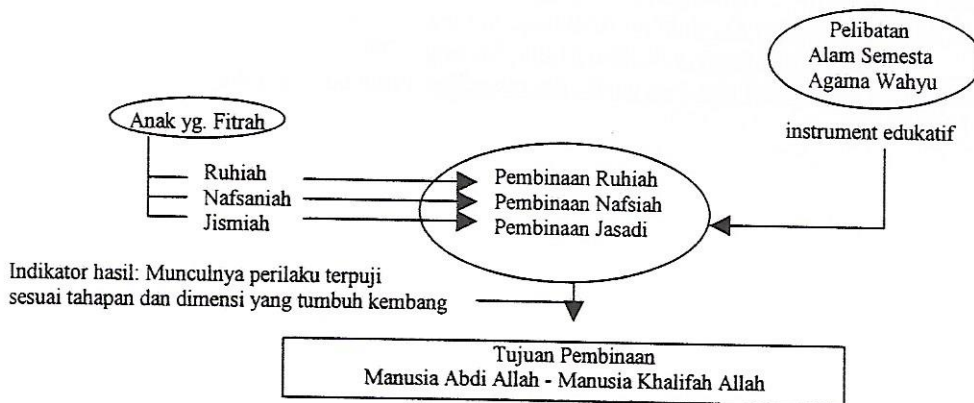 Pelibatan
Alam Semesta
Agama Wahyu
instrument edukatif
Anak yg. Fitrah
Ruhiah
Nafsaniah
Jismiah
Pembinaan Ruhiah
Pembinaan Nafsiah
Pembinaan Jasadi
Indikator hasil: Munculnya perilaku terpuji
sesuai tahapan dan dimensi yang tumbuh kembang
Tujuan Pembinaan
Manusia Abdi Allah - Manusia Khalifah Allah